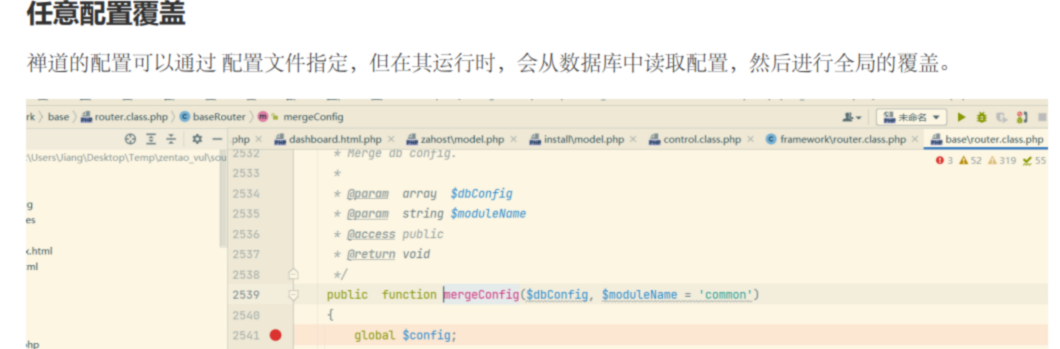 任意配置覆盖
禅道的配置可以通过 配置文件指定，但在其运行时，会从数据库中读取配置，然后进行全局的覆盖。
rk 〉 base 〉 router.class.php 〉 baseRouter 〉 mergeConfig 未命名
php × dashboard.html.php × zahost\model.php × install\model.php × control.class.php × framework\router.class.php × base\router.class.php
:\Users\Jiang\Desktop\Temp\zentao_vul\sou
3 52 319 55
2532 * Merge db config.
2533 *
2534 * @param array $dbConfig
2535 * @param string $moduleName
2536 * @access public
2537 * @return void
2538 */
2539 public function mergeConfig($dbConfig, $moduleName = 'common')
2540 {
2541 global $config;
g
es
x.html
ml
hp